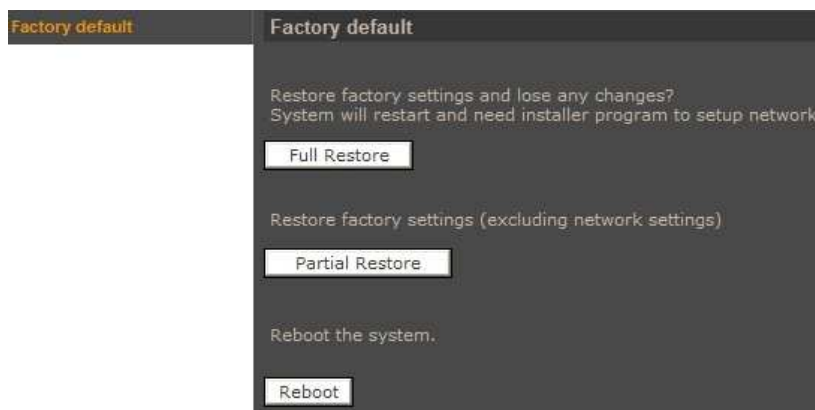 Factory default
Factory default
Restore factory settings and lose any changes?
System will restart and need installer program to setup network
Full Restore
Restore factory settings (excluding network settings)
Partial Restore
Reboot the system.
Reboot